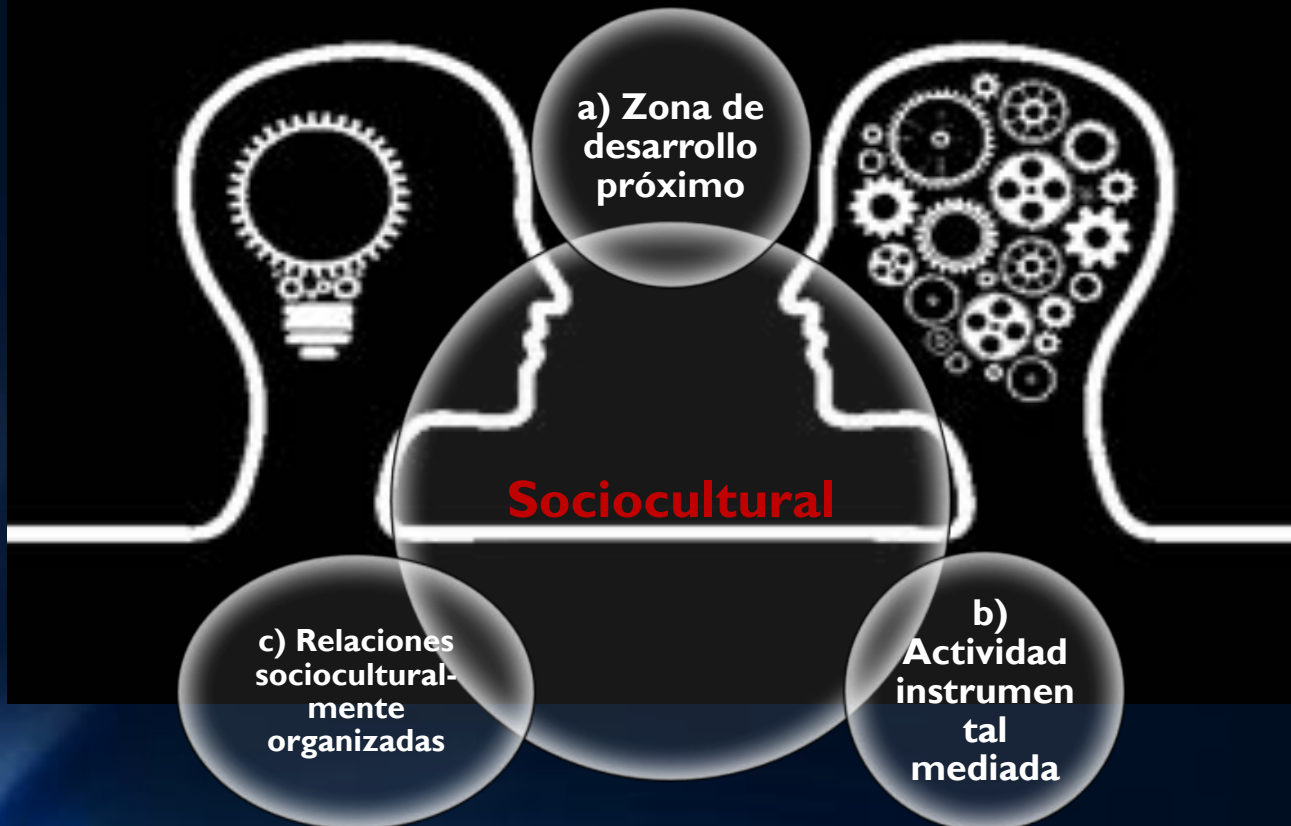 a) Zona de
desarrollo
próximo
Sociocultural
b)
Actividad
instrumen
tal
mediada
c) Relaciones
sociocultural-
mente
organizadas